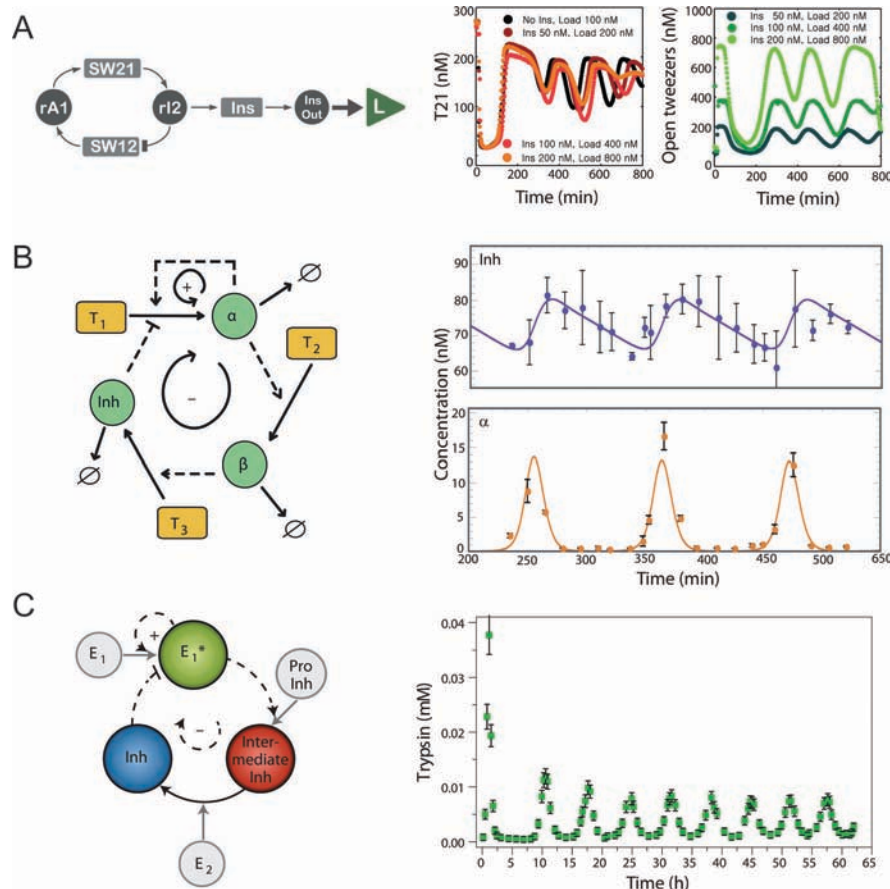 A
SW21
rA1
rI2
Ins
Ins
Out
L
SW12
T21 (nM)
300
200
100
0
No Ins, Load 100 nM
Ins 50 nM, Load 200 nM
Ins 100 nM, Load 400 nM
Ins 200 nM, Load 800 nM
0 200 400 600 800
Time (min)
Open tweezers (nM)
1000
800
600
400
200
0
Ins 50 nM, Load 200 nM
Ins 100 nM, Load 400 nM
Ins 200 nM, Load 800 nM
0 200 400 600 800
Time (min)
B
+
α
∅
T1
T2
−
Inh
∅
β
∅
T3
Concentration (nM)
Inh
90
80
70
60
α
20
15
10
5
0
200 250 300 350 400 450 500 550 600 650
Time (min)
C
+
E1
E1*
Pro
Inh
−
Inh
Inter-
mediate
Inh
E2
Trypsin (mM)
0.04
0.03
0.02
0.01
0.00
0 5 10 15 20 25 30 35 40 45 50 55 60 65
Time (h)